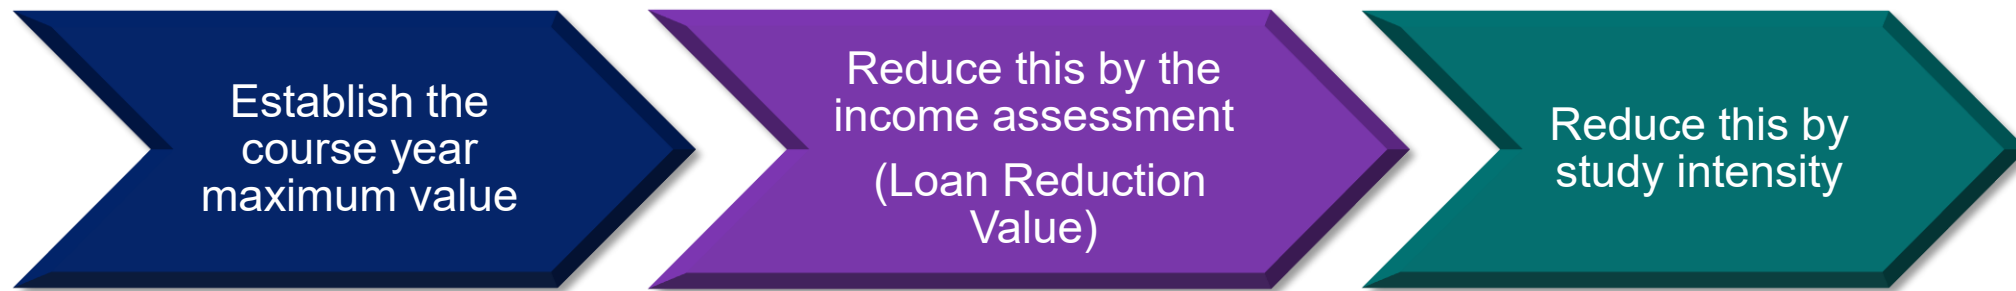 Establish the
course year
maximum value
Reduce this by the
income assessment
(Loan Reduction
Value)
Reduce this by
study intensity